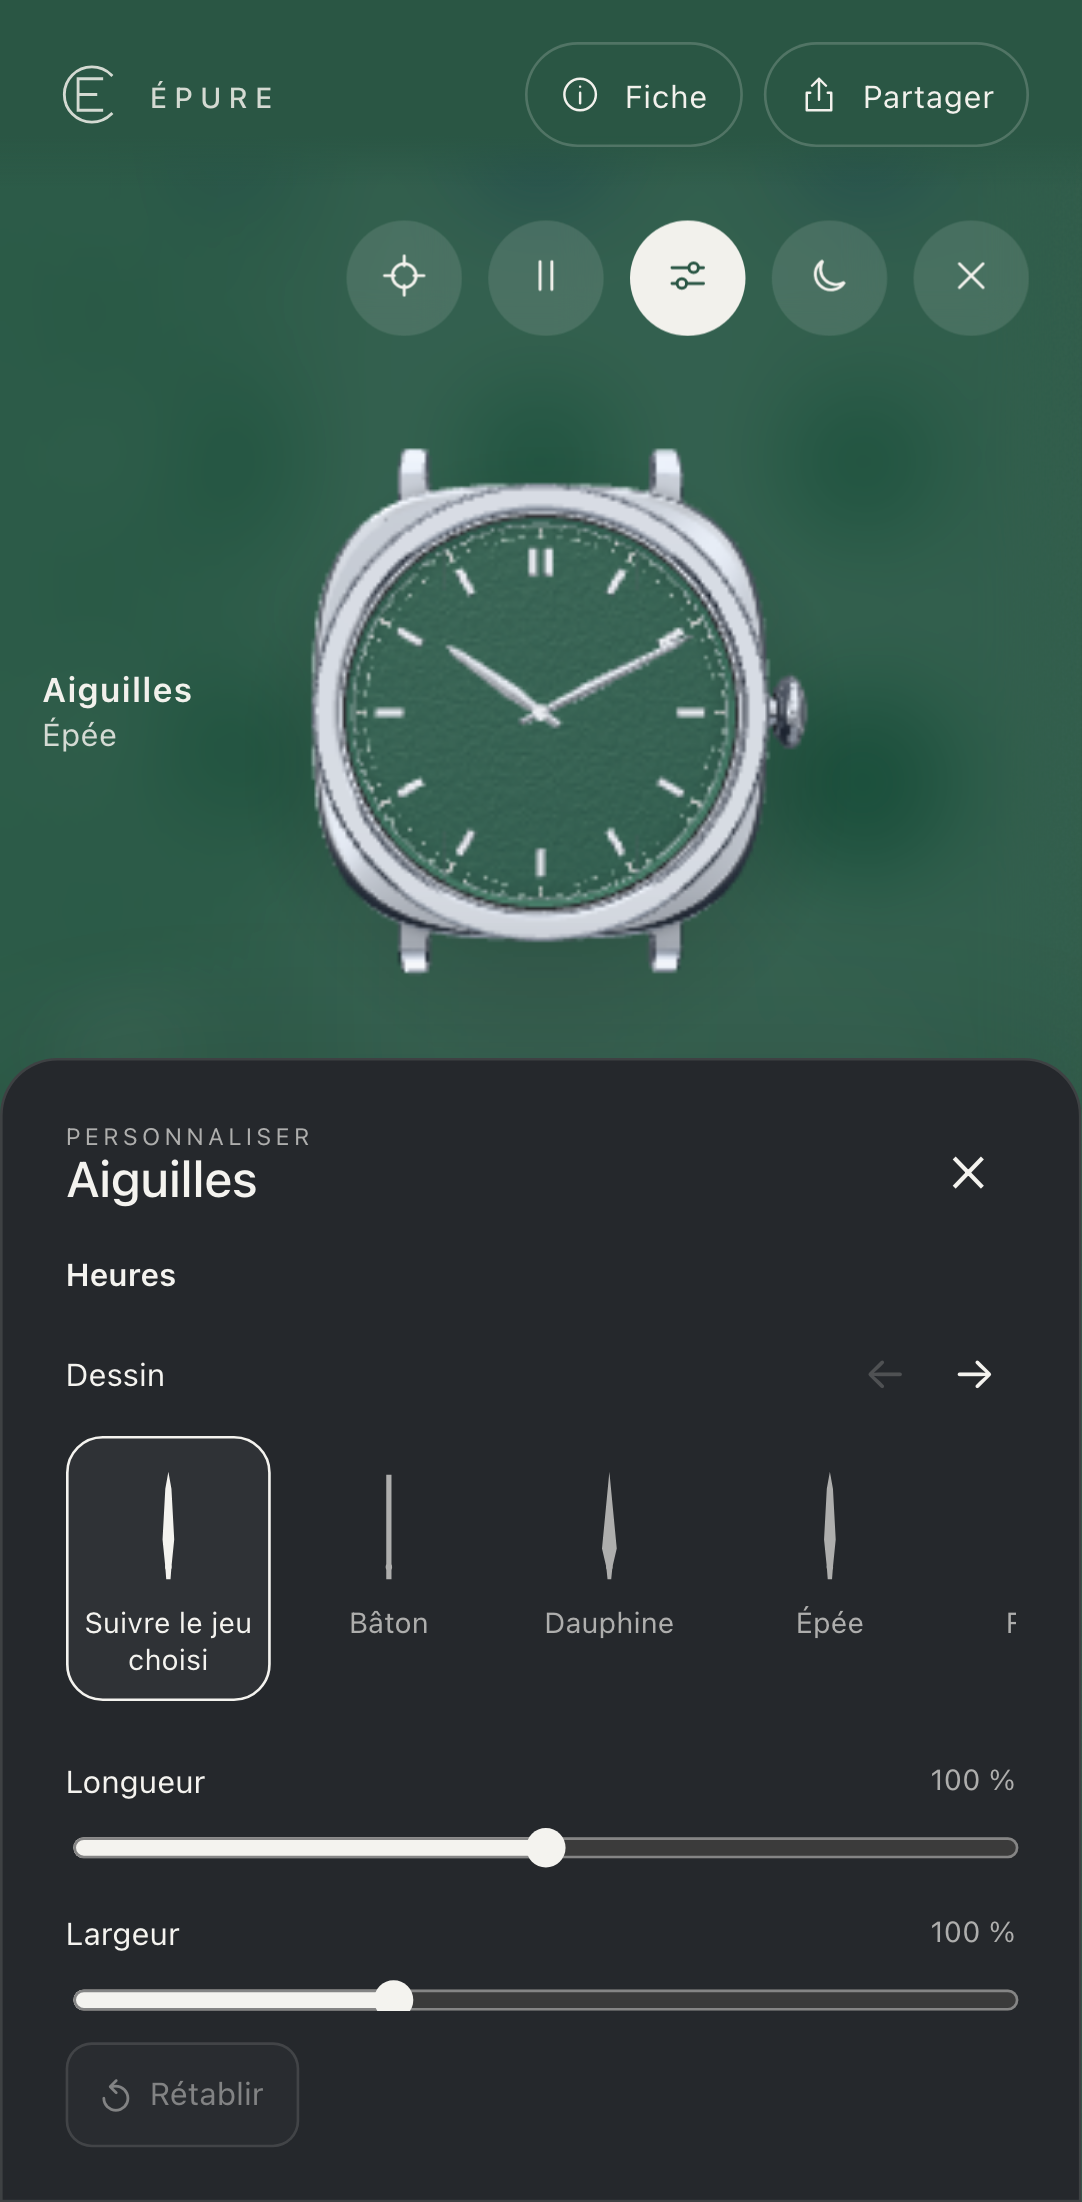 ÉPURE
Fiche
Partager
Aiguilles
Épée
PERSONNALISER
Aiguilles
Heures
Dessin
Suivre le jeu
choisi
Bâton
Dauphine
Épée
Longueur
100 %
Largeur
100 %
Rétablir